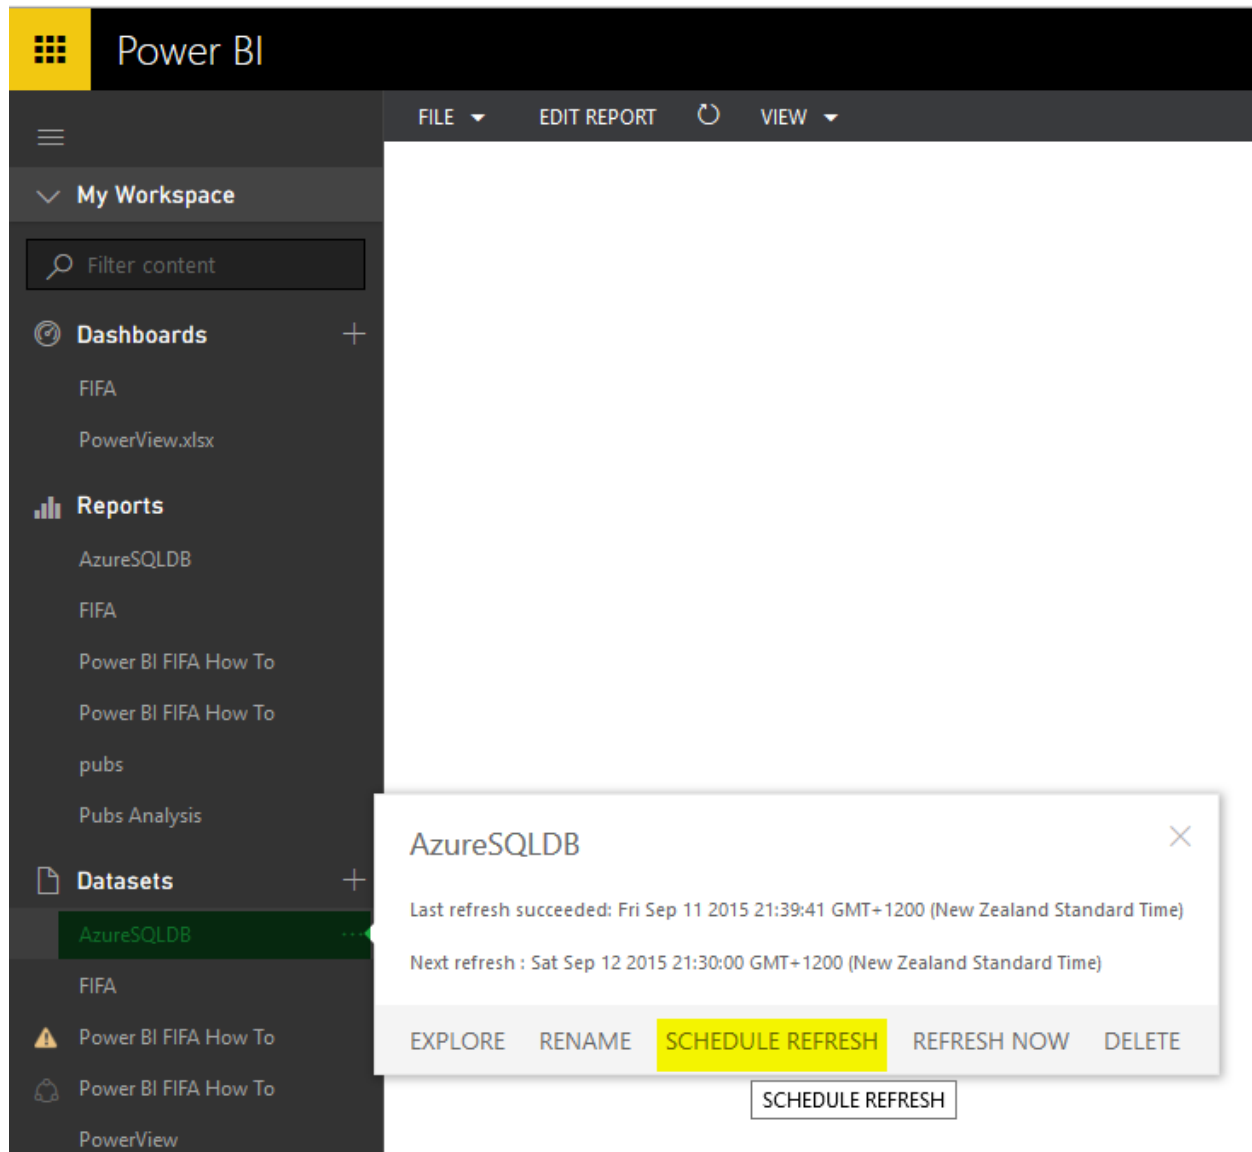 Power BI
FILE EDIT REPORT VIEW
My Workspace
Filter content
Dashboards
FIFA
PowerView.xlsx
Reports
AzureSQLDB
FIFA
Power BI FIFA How To
Power BI FIFA How To
pubs
Pubs Analysis
Datasets
AzureSQLDB
FIFA
Power BI FIFA How To
Power BI FIFA How To
PowerView
AzureSQLDB
Last refresh succeeded: Fri Sep 11 2015 21:39:41 GMT+1200 (New Zealand Standard Time)
Next refresh : Sat Sep 12 2015 21:30:00 GMT+1200 (New Zealand Standard Time)
EXPLORE RENAME SCHEDULE REFRESH REFRESH NOW DELETE
SCHEDULE REFRESH